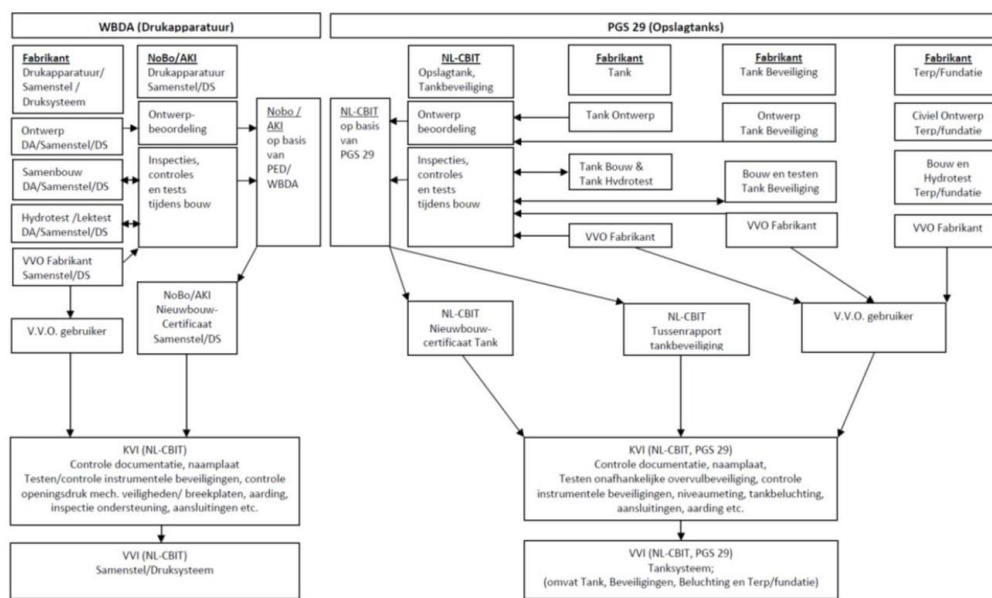 WBDA (Drukapparatuur)
PGS 29 (Opslagtanks)
Fabrikant
Drukapparatuur/
Samenstel /
Druksysteem
NoBo/AKI
Drukapparatuur
Samenstel/DS
Ontwerp
DA/Samenstel/DS
Samenbouw
DA/Samenstel/DS
Hydrotest /Lektest
DA/Samenstel/DS
VVO Fabrikant
Samenstel/DS
Ontwerp-
beoordeling
Inspecties,
controles
en tests
tijdens bouw
Nobo /
AKI
op basis
van
PED/
WBDA
V.V.O. gebruiker
NoBo/AKI
Nieuwbouw-
Certificaat
Samenstel/DS
KVI (NL-CBIT)
Controle documentatie, naamplaat
Testen/controle instrumentele beveiligingen, controle
openingsdruk mech. veiligheden/ breekplaten, aarding,
inspectie ondersteuning, aansluitingen etc.
VVI (NL-CBIT)
Samenstel/Druksysteem
NL-CBIT
op basis
van
PGS 29
NL-CBIT
Opslagtank,
Tankbeveiliging
Ontwerp
beoordeling
Inspecties,
controles
en tests
tijdens bouw
Fabrikant
Tank
Tank Ontwerp
Tank Bouw &
Tank Hydrotest
VVO Fabrikant
Fabrikant
Tank Beveiliging
Ontwerp
Tank Beveiliging
Bouw en testen
Tank Beveiliging
VVO Fabrikant
Fabrikant
Terp/Fundatie
Civiel Ontwerp
Terp/fundatie
Bouw en
Hydrotest
Terp/fundatie
VVO Fabrikant
NL-CBIT
Nieuwbouw-
certificaat Tank
NL-CBIT
Tussenrapport
tankbeveiliging
V.V.O. gebruiker
KVI (NL-CBIT, PGS 29)
Controle documentatie, naamplaat,
Testen onafhankelijke overvulbeveiliging, controle
instrumentele beveiligingen, niveaumeting, tankbeluchting,
aansluitingen, aarding etc.
VVI (NL-CBIT, PGS 29)
Tanksysteem;
(omvat Tank, Beveiligingen, Beluchting en Terp/fundatie)